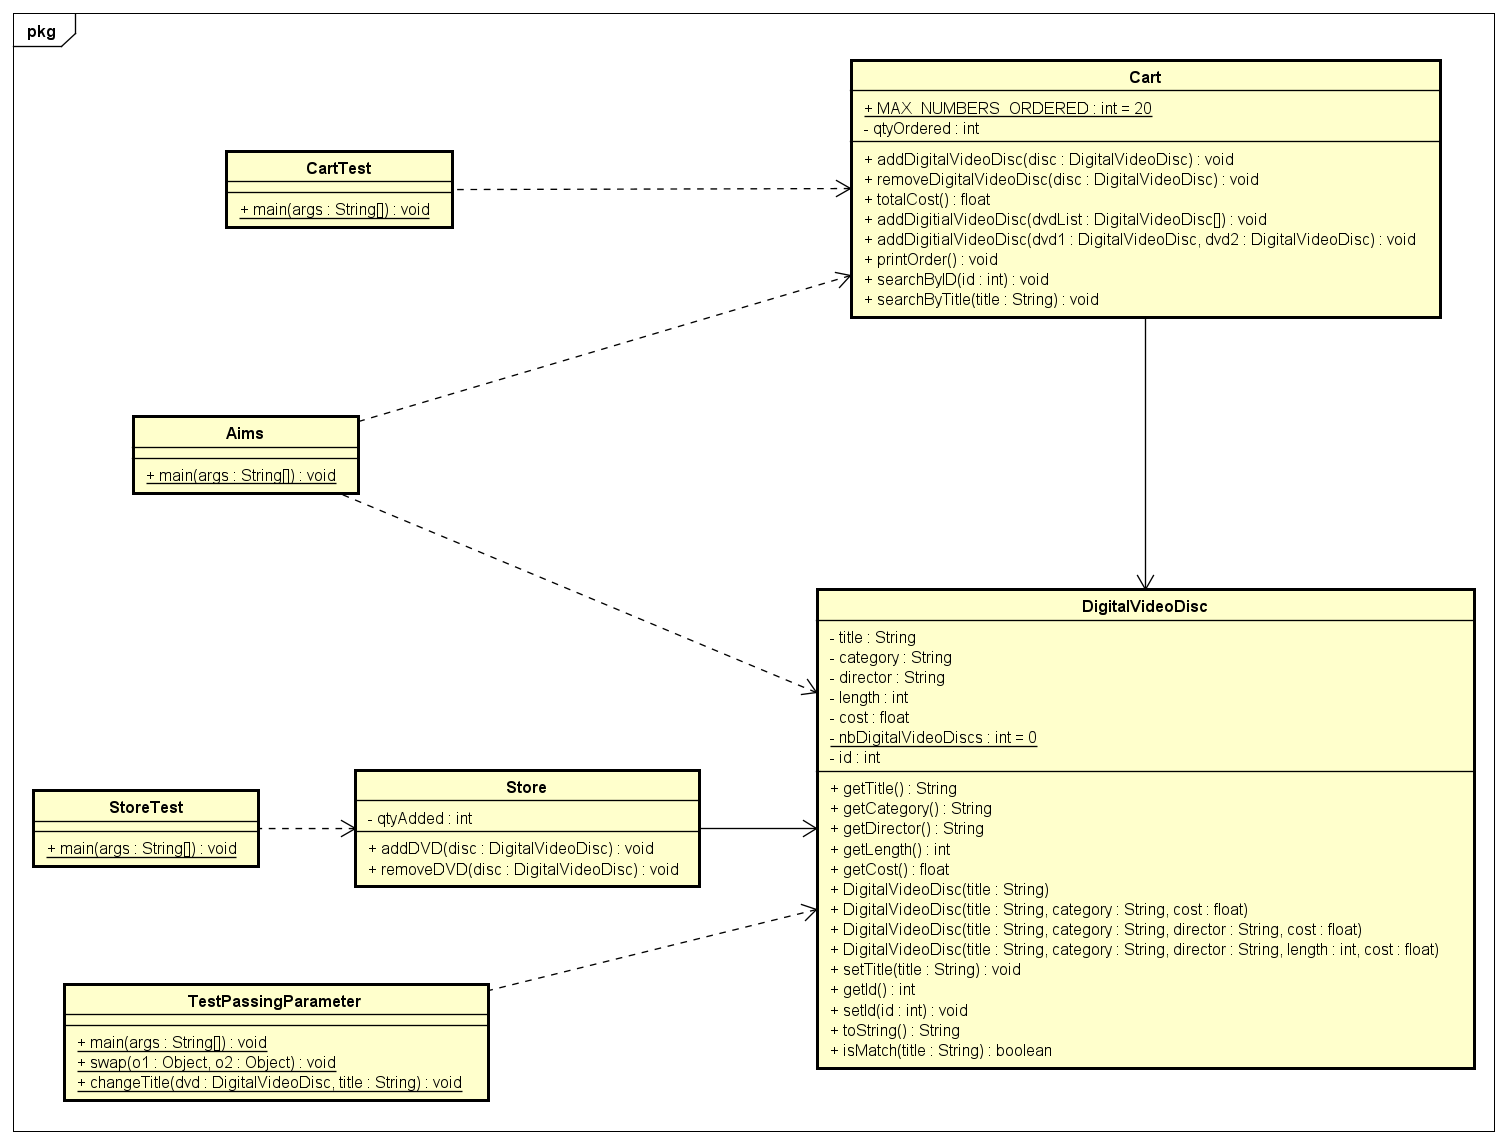 pkg
Cart
+ MAX_NUMBERS_ORDERED : int = 20
- qtyOrdered : int
+ addDigitalVideoDisc(disc : DigitalVideoDisc) : void
+ removeDigitalVideoDisc(disc : DigitalVideoDisc) : void
+ totalCost() : float
+ addDigitialVideoDisc(dvdList : DigitalVideoDisc[]) : void
+ addDigitialVideoDisc(dvd1 : DigitalVideoDisc, dvd2 : DigitalVideoDisc) : void
+ printOrder() : void
+ searchByID(id : int) : void
+ searchByTitle(title : String) : void
CartTest
+ main(args : String[]) : void
Aims
+ main(args : String[]) : void
DigitalVideoDisc
- title : String
- category : String
- director : String
- length : int
- cost : float
- nbDigitalVideoDiscs : int = 0
- id : int
+ getTitle() : String
+ getCategory() : String
+ getDirector() : String
+ getLength() : int
+ getCost() : float
+ DigitalVideoDisc(title : String)
+ DigitalVideoDisc(title : String, category : String, cost : float)
+ DigitalVideoDisc(title : String, category : String, director : String, cost : float)
+ DigitalVideoDisc(title : String, category : String, director : String, length : int, cost : float)
+ setTitle(title : String) : void
+ getId() : int
+ setId(id : int) : void
+ toString() : String
+ isMatch(title : String) : boolean
Store
- qtyAdded : int
+ addDVD(disc : DigitalVideoDisc) : void
+ removeDVD(disc : DigitalVideoDisc) : void
StoreTest
+ main(args : String[]) : void
TestPassingParameter
+ main(args : String[]) : void
+ swap(o1 : Object, o2 : Object) : void
+ changeTitle(dvd : DigitalVideoDisc, title : String) : void